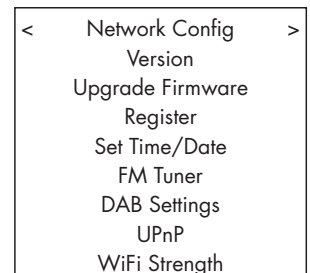 < Network Config >
Version
Upgrade Firmware
Register
Set Time/Date
FM Tuner
DAB Settings
UPnP
WiFi Strength